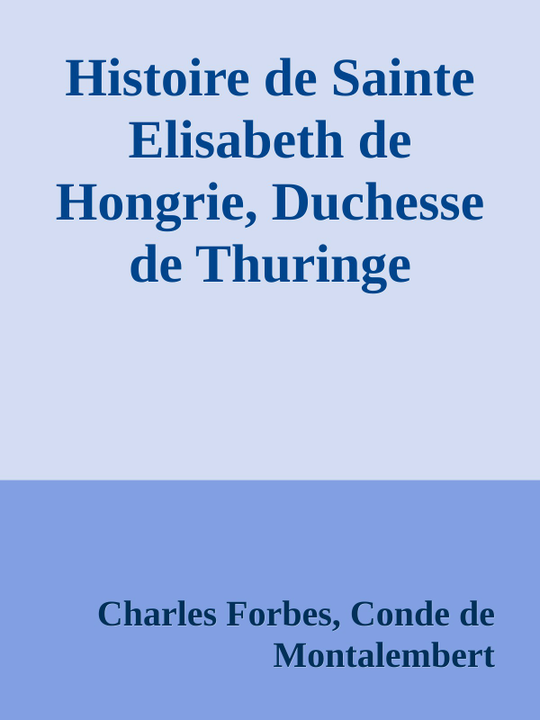 Histoire de Sainte
Elisabeth de
Hongrie, Duchesse
de Thuringe
Charles Forbes, Conde de
Montalembert